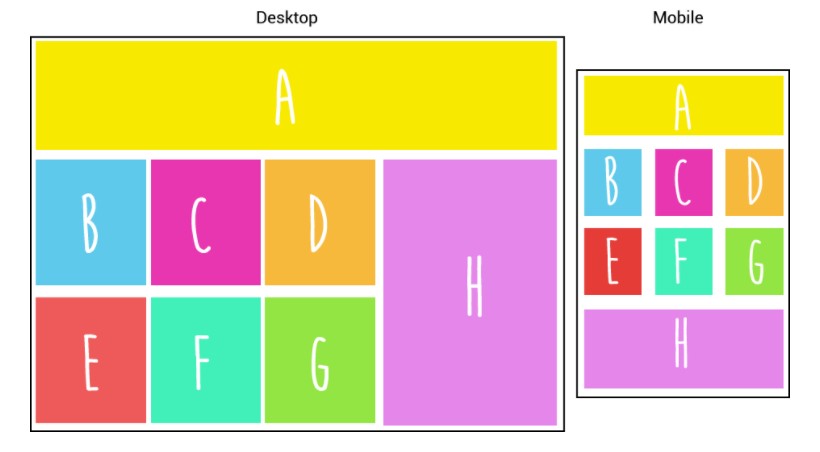 Desktop
A
B C D
H
E F G
Mobile
A
B C D
E F G
H